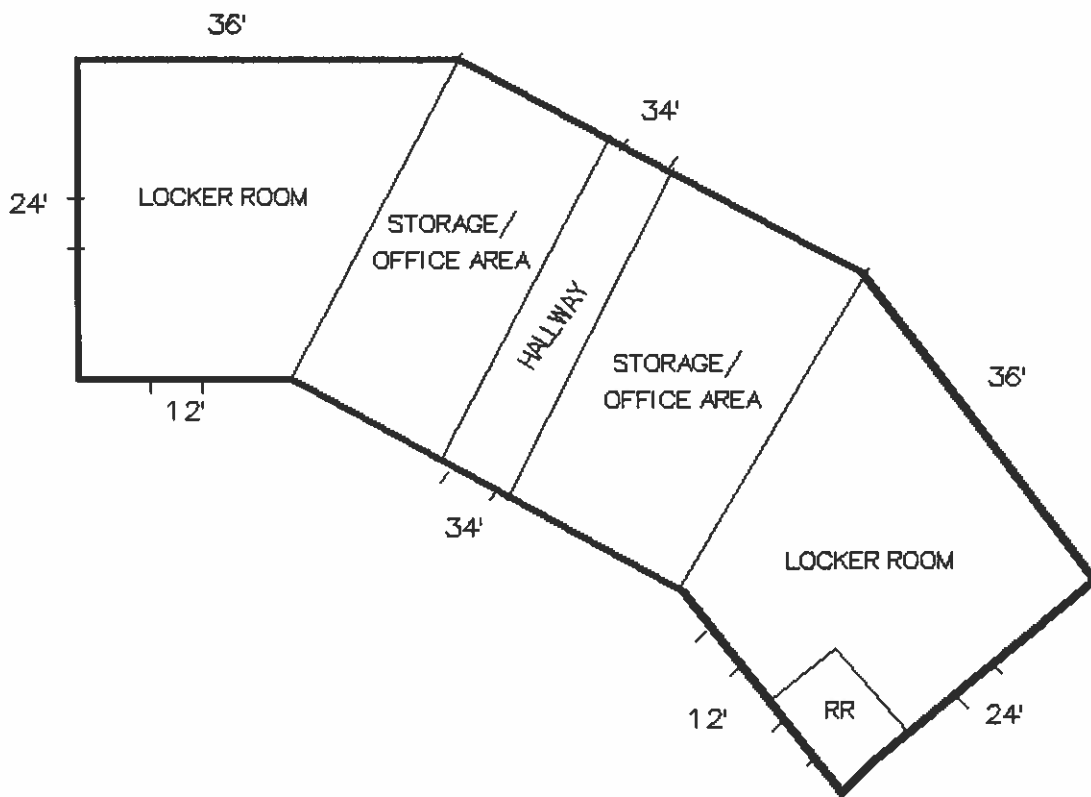 36'
34'
24'
LOCKER ROOM
STORAGE/
OFFICE AREA
HALLWAY
STORAGE/
OFFICE AREA
36'
12'
34'
LOCKER ROOM
12'
RR
24'